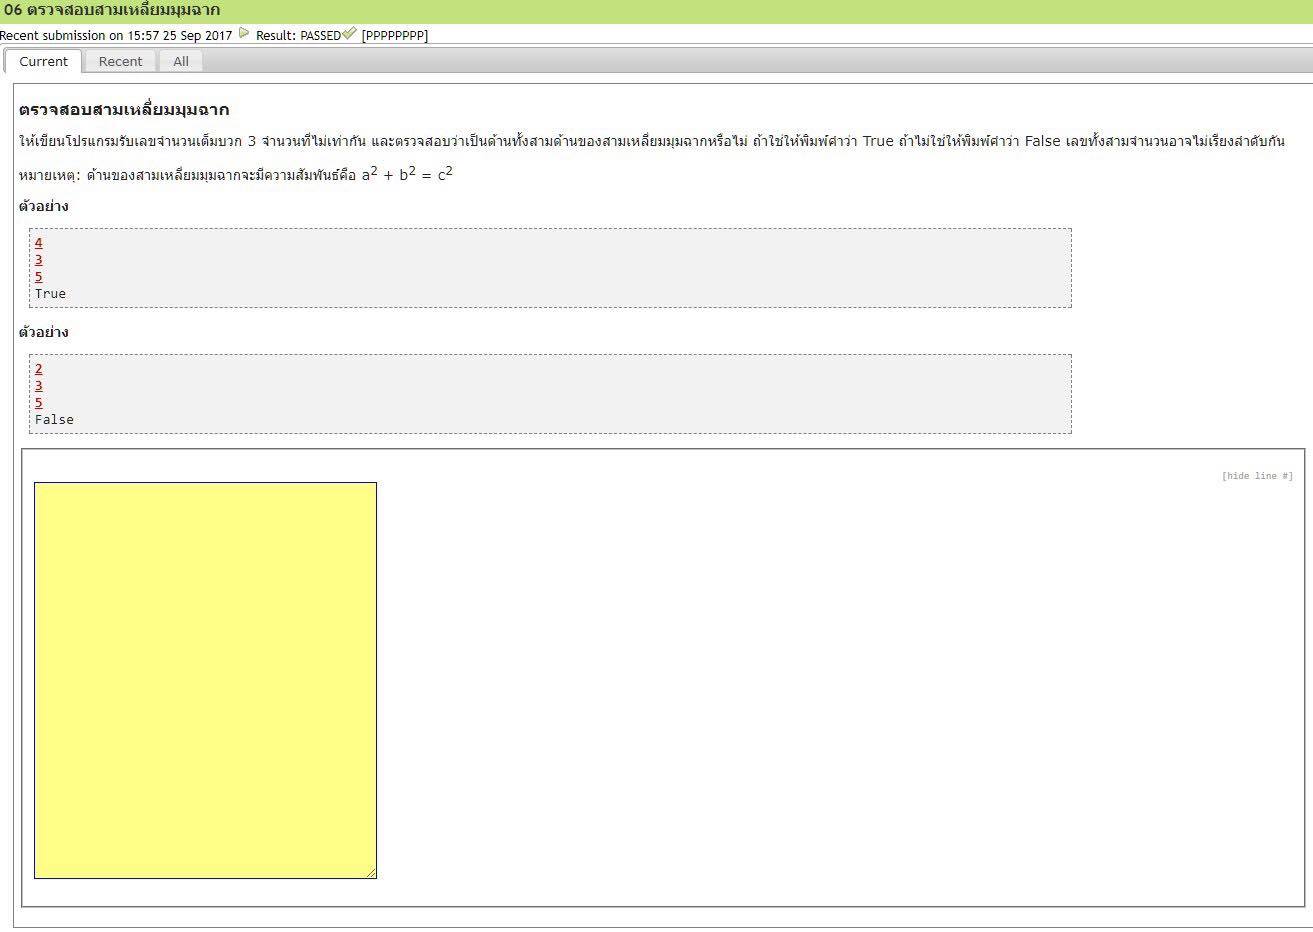 06 ตรวจสอบสามเหลี่ยมมุมฉาก
Recent submission on 15:57 25 Sep 2017 Result: PASSED [PPPPPPPP]
Current Recent All
ตรวจสอบสามเหลี่ยมมุมฉาก
ให้เขียนโปรแกรมรับเลขจำนวนเต็มบวก 3 จำนวนที่ไม่เท่ากัน และตรวจสอบว่าเป็นด้านทั้งสามด้านของสามเหลี่ยมมุมฉากหรือไม่ ถ้าใช่ให้พิมพ์คำว่า True ถ้าไม่ใช่ให้พิมพ์คำว่า False เลขทั้งสามจำนวนอาจไม่เรียงลำดับกัน
หมายเหตุ: ด้านของสามเหลี่ยมมุมฉากจะมีความสัมพันธ์คือ a² + b² = c²
ตัวอย่าง
4
3
5
True
ตัวอย่าง
2
3
5
False
[hide line #]